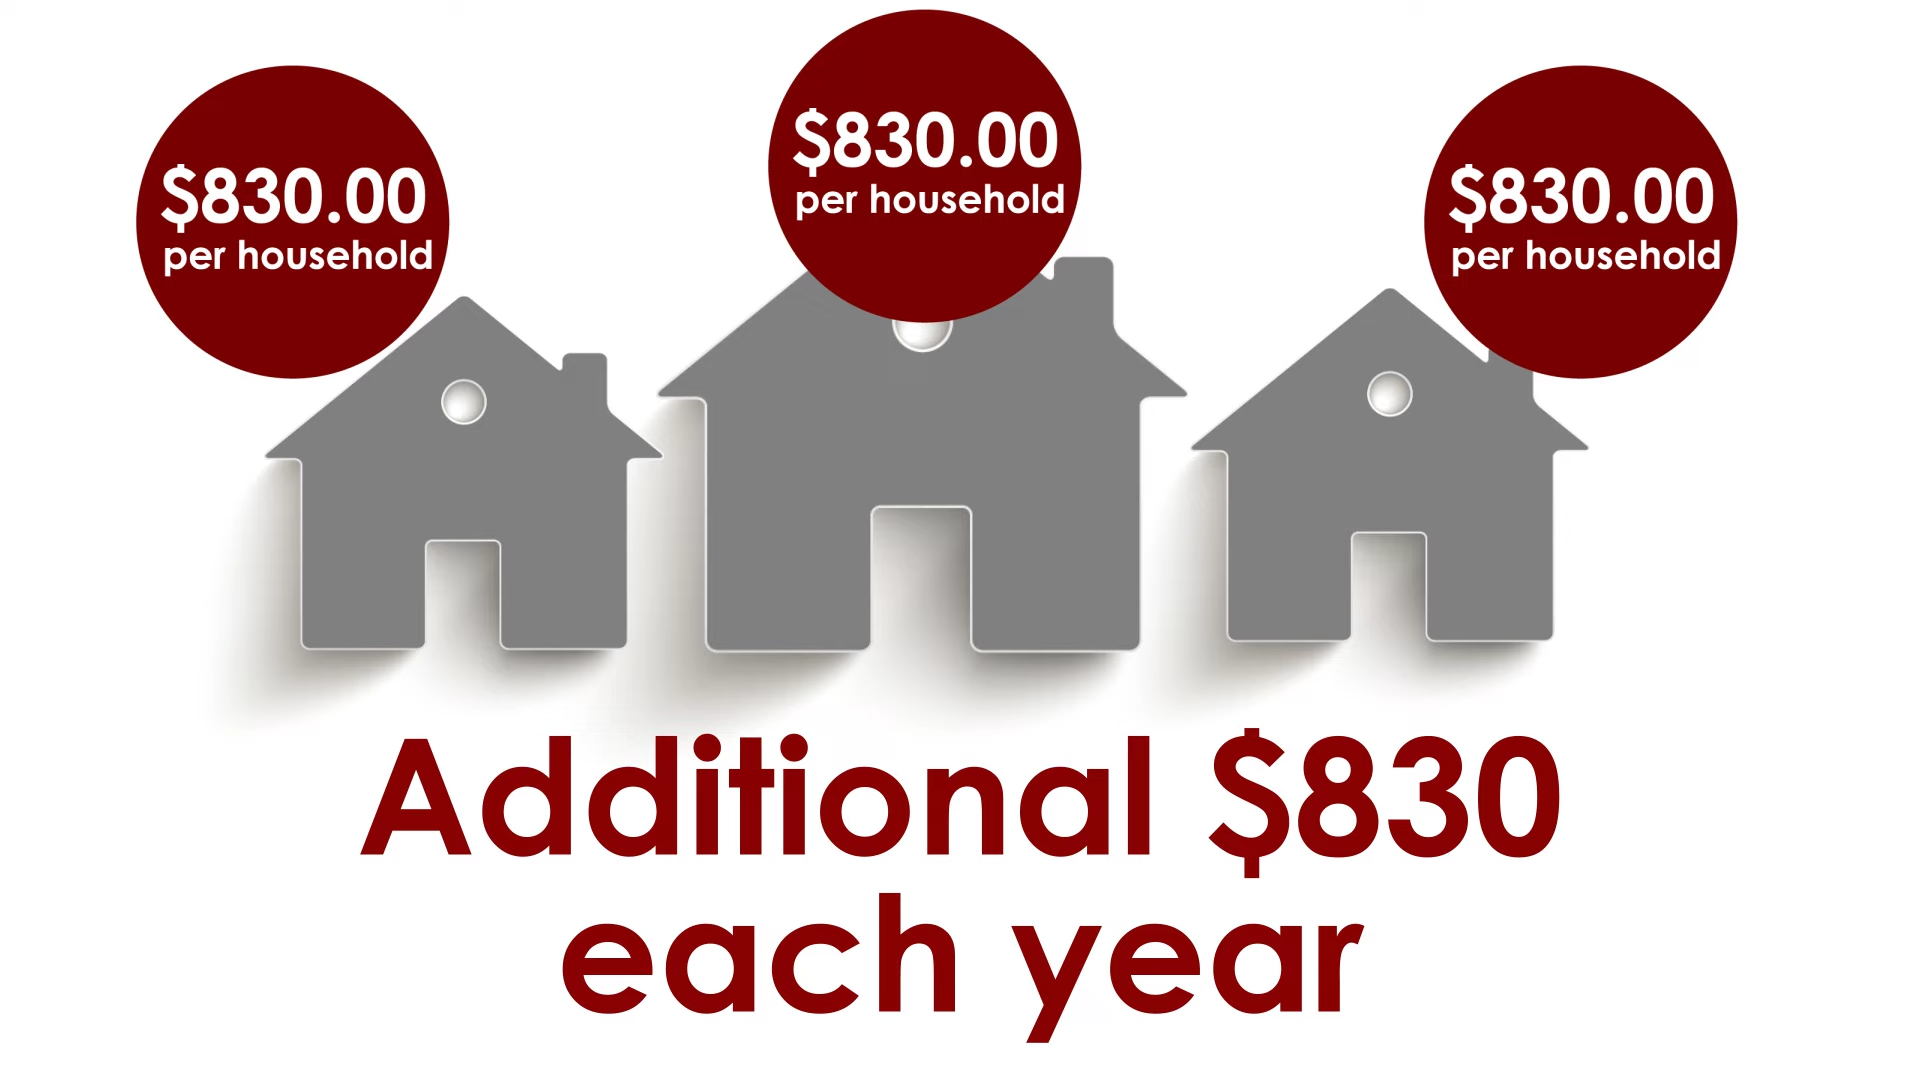 $830.00
per household
$830.00
per household
$830.00
per household
Additional $830
each year